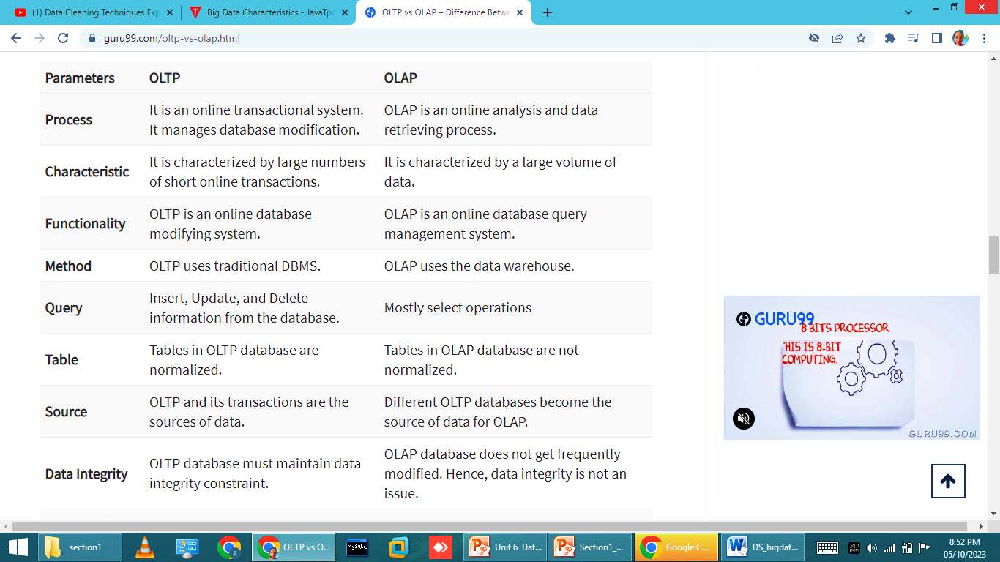 (1) Data Cleaning Techniques Exp
Big Data Characteristics - JavaTpo
OLTP vs OLAP – Difference Betwe
guru99.com/oltp-vs-olap.html
Parameters OLTP OLAP
Process
It is an online transactional system.
It manages database modification.
OLAP is an online analysis and data
retrieving process.
Characteristic
It is characterized by large numbers
of short online transactions.
It is characterized by a large volume of
data.
Functionality
OLTP is an online database
modifying system.
OLAP is an online database query
management system.
Method
OLTP uses traditional DBMS.
OLAP uses the data warehouse.
Query
Insert, Update, and Delete
information from the database.
Mostly select operations
Table
Tables in OLTP database are
normalized.
Tables in OLAP database are not
normalized.
Source
OLTP and its transactions are the
sources of data.
Different OLTP databases become the
source of data for OLAP.
Data Integrity
OLTP database must maintain data
integrity constraint.
OLAP database does not get frequently
modified. Hence, data integrity is not an
issue.
GURU99
8 BITS PROCESSOR
THIS IS 8-BIT
COMPUTING.
GURU99.COM
section1
OLTP vs O...
MySQL
Unit 6 Dat...
Section1_...
Google C...
DS_bigdat...
8:52 PM
05/10/2023